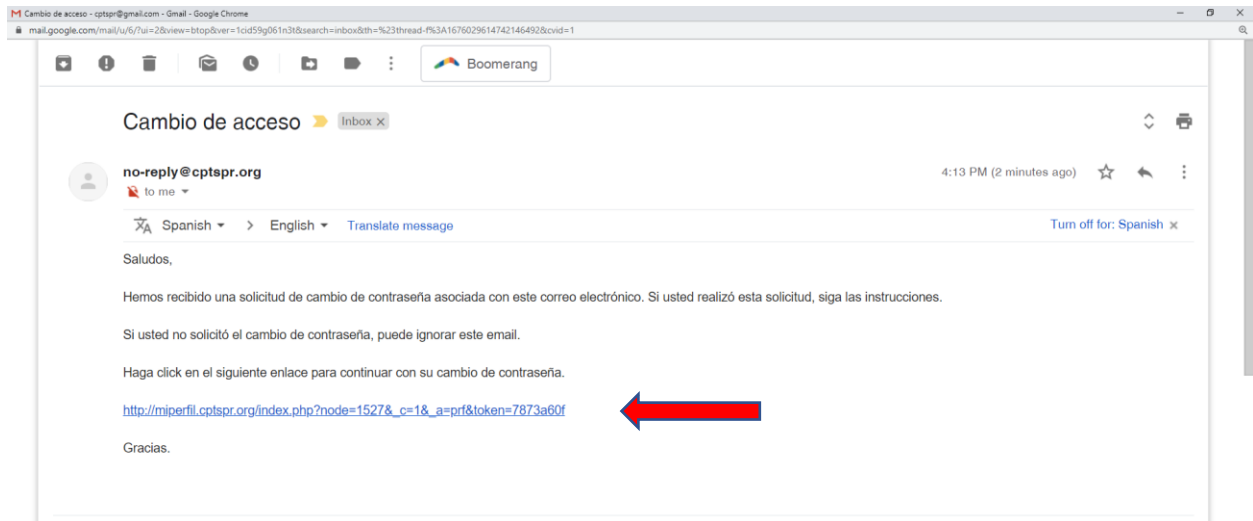 Cambio de acceso - cptspr@gmail.com - Gmail - Google Chrome
mail.google.com/mail/u/6/?ui=2&view=btop&ver=1cid59g061n3t&search=inbox&th=%23thread-f%3A1676029614742146492&cvid=1
Boomerang
Cambio de acceso Inbox x
no-reply@cptspr.org 4:13 PM (2 minutes ago)
to me
Spanish > English Translate message Turn off for: Spanish x
Saludos,
Hemos recibido una solicitud de cambio de contraseña asociada con este correo electrónico. Si usted realizó esta solicitud, siga las instrucciones.
Si usted no solicitó el cambio de contraseña, puede ignorar este email.
Haga click en el siguiente enlace para continuar con su cambio de contraseña.
http://miperfil.cptspr.org/index.php?node=1527&_c=1&_a=prf&token=7873a60f
Gracias.